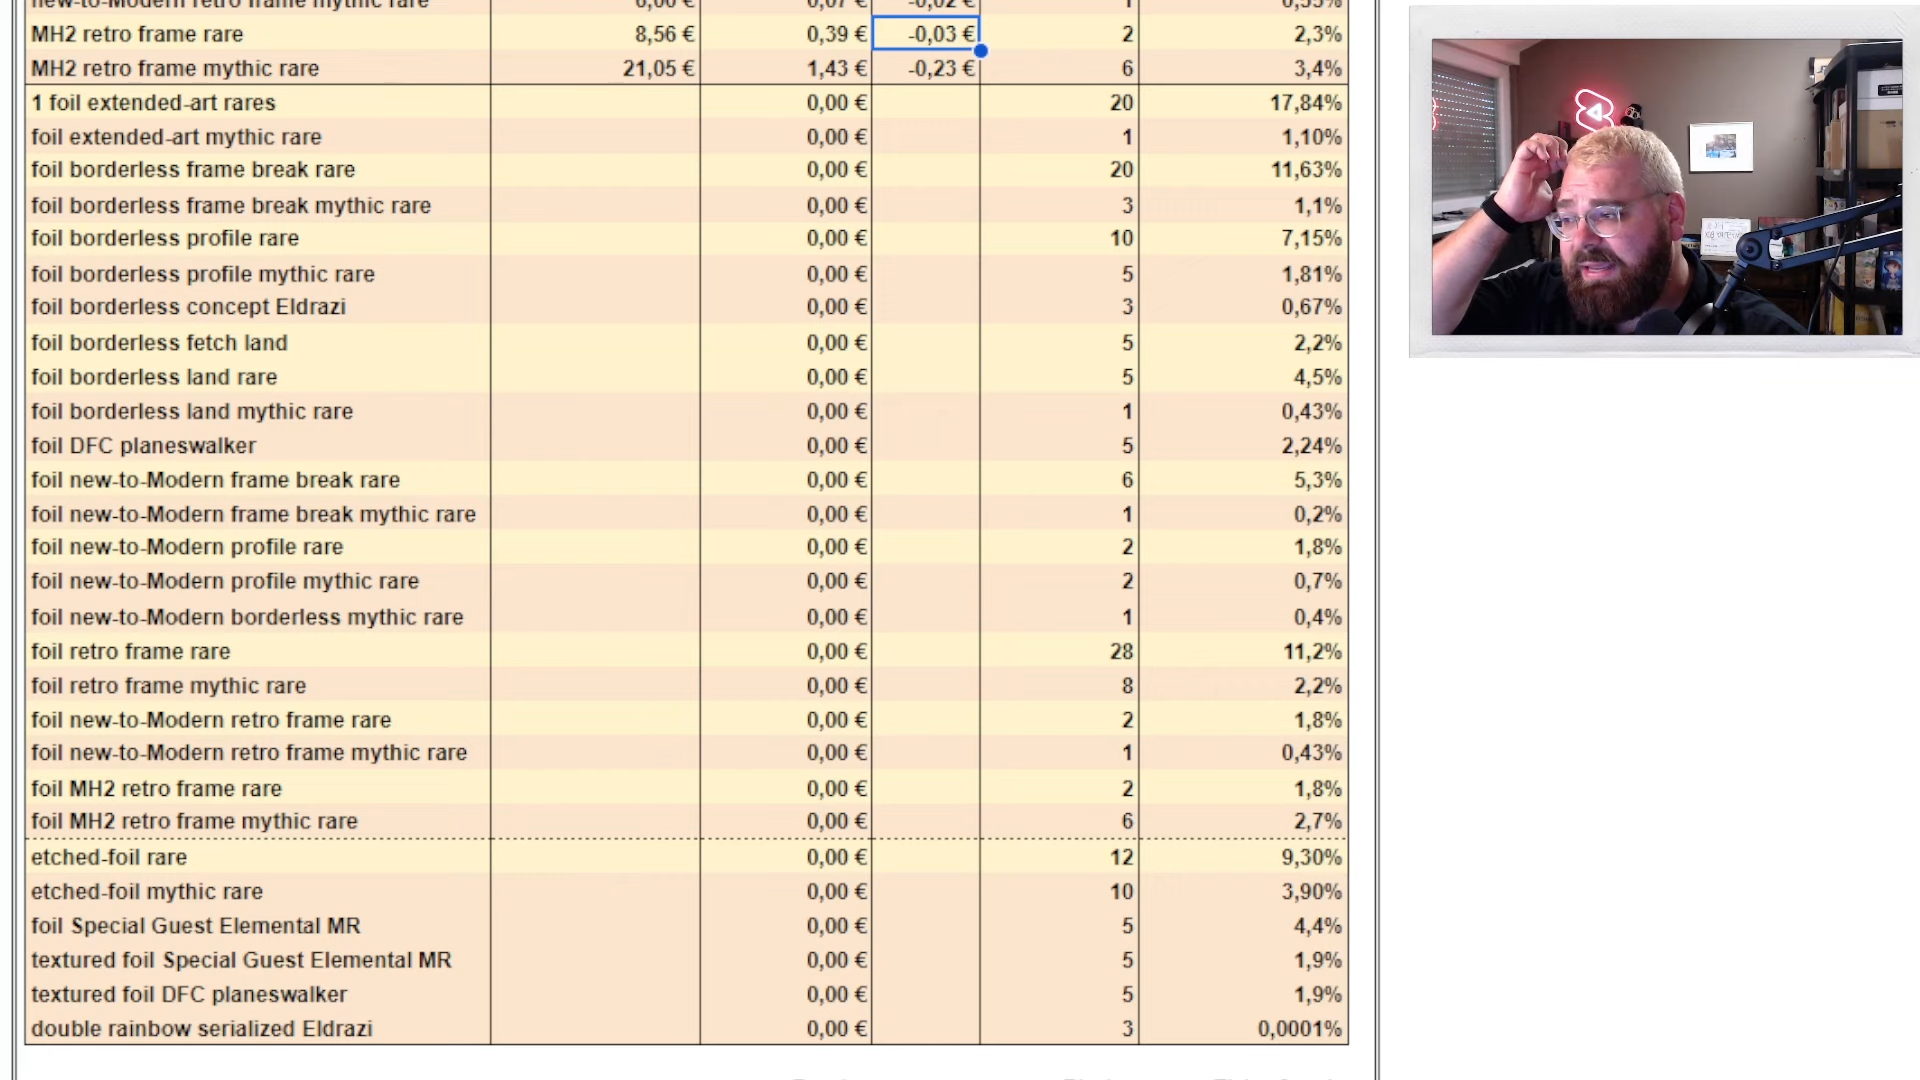 new-to-Modern retro frame mythic rare 0,07 € -0,02 € 1 0,55%
MH2 retro frame rare 8,56 € 0,39 € -0,03 € 2 2,3%
MH2 retro frame mythic rare 21,05 € 1,43 € -0,23 € 6 3,4%
1 foil extended-art rares 0,00 € 20 17,84%
foil extended-art mythic rare 0,00 € 1 1,10%
foil borderless frame break rare 0,00 € 20 11,63%
foil borderless frame break mythic rare 0,00 € 3 1,1%
foil borderless profile rare 0,00 € 10 7,15%
foil borderless profile mythic rare 0,00 € 5 1,81%
foil borderless concept Eldrazi 0,00 € 3 0,67%
foil borderless fetch land 0,00 € 5 2,2%
foil borderless land rare 0,00 € 5 4,5%
foil borderless land mythic rare 0,00 € 1 0,43%
foil DFC planeswalker 0,00 € 5 2,24%
foil new-to-Modern frame break rare 0,00 € 6 5,3%
foil new-to-Modern frame break mythic rare 0,00 € 1 0,2%
foil new-to-Modern profile rare 0,00 € 2 1,8%
foil new-to-Modern profile mythic rare 0,00 € 2 0,7%
foil new-to-Modern borderless mythic rare 0,00 € 1 0,4%
foil retro frame rare 0,00 € 28 11,2%
foil retro frame mythic rare 0,00 € 8 2,2%
foil new-to-Modern retro frame rare 0,00 € 2 1,8%
foil new-to-Modern retro frame mythic rare 0,00 € 1 0,43%
foil MH2 retro frame rare 0,00 € 2 1,8%
foil MH2 retro frame mythic rare 0,00 € 6 2,7%
etched-foil rare 0,00 € 12 9,30%
etched-foil mythic rare 0,00 € 10 3,90%
foil Special Guest Elemental MR 0,00 € 5 4,4%
textured foil Special Guest Elemental MR 0,00 € 5 1,9%
textured foil DFC planeswalker 0,00 € 5 1,9%
double rainbow serialized Eldrazi 0,00 € 3 0,0001%